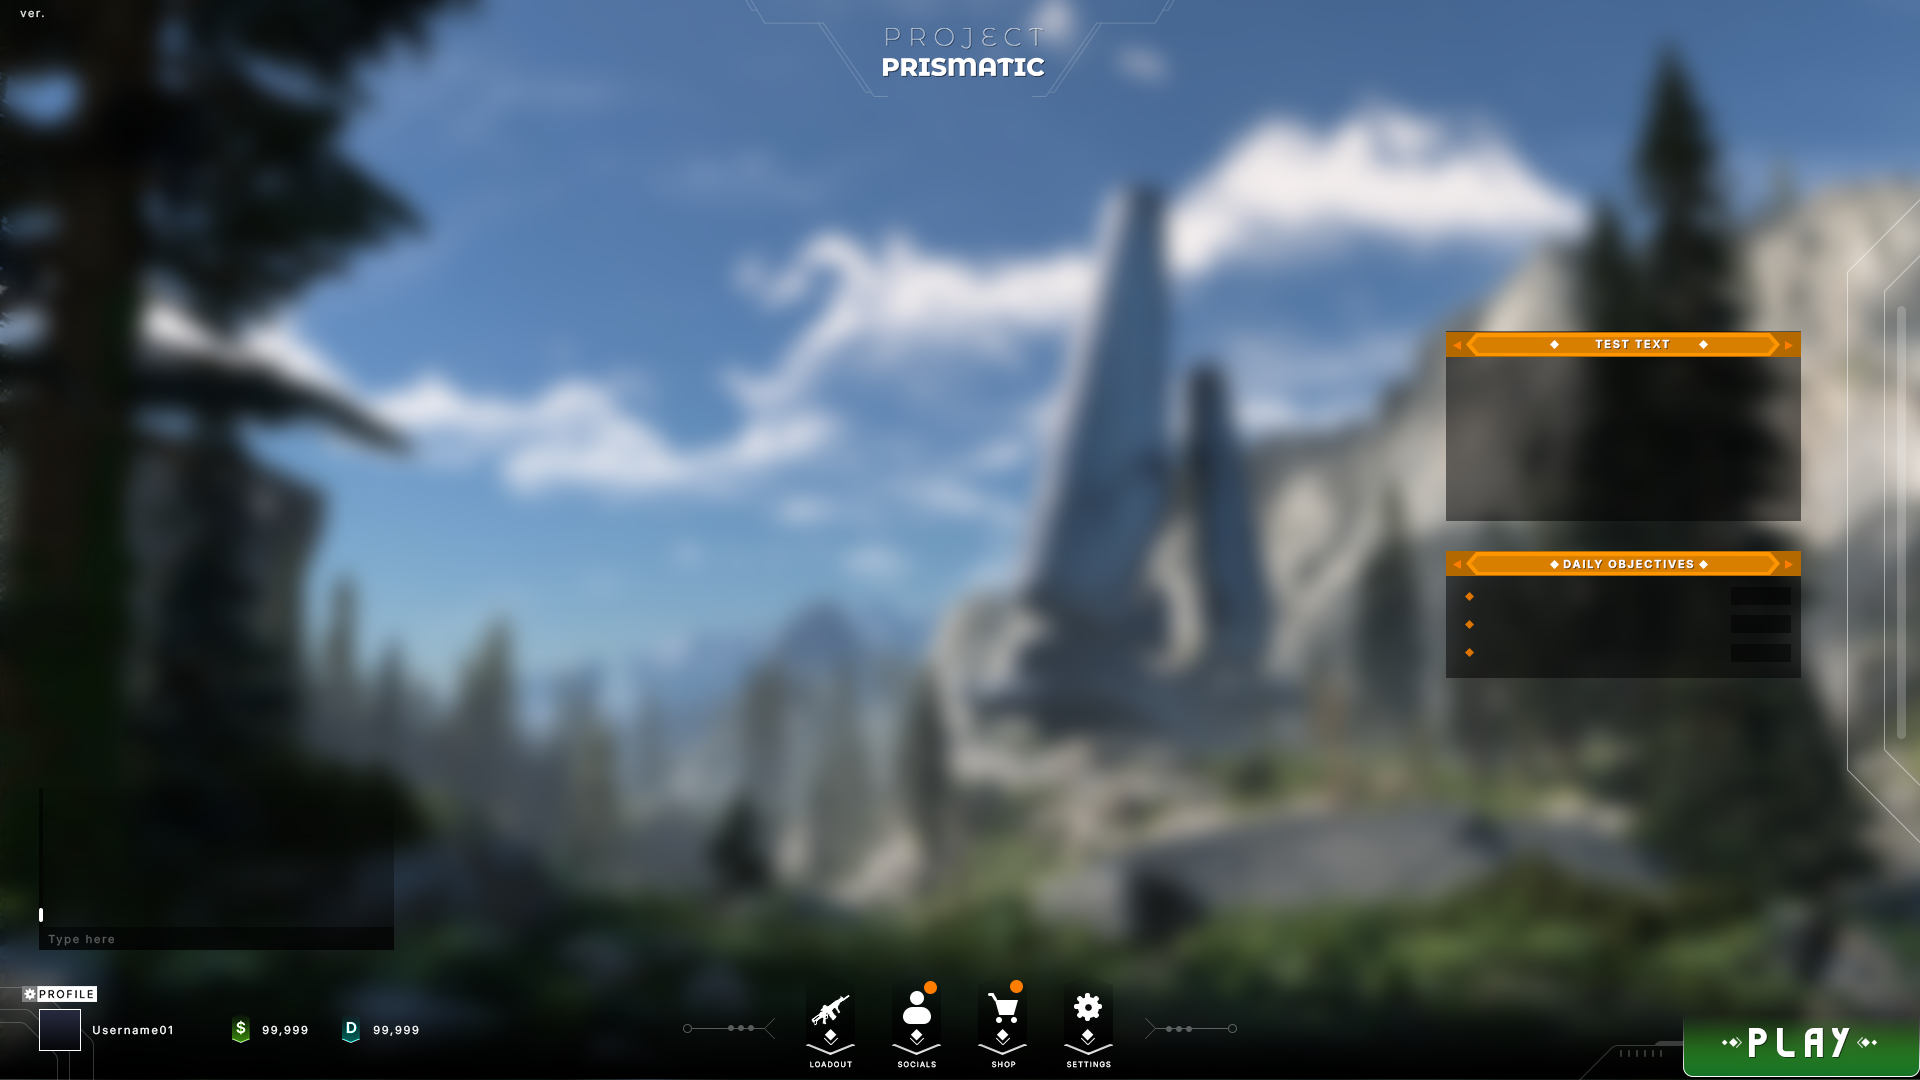 ver.
PROJECT
PRISMATIC
TEST TEXT
DAILY OBJECTIVES
Type here
PROFILE
Username01
$ 99,999
D 99,999
LOADOUT
SOCIALS
SHOP
SETTINGS
PLAY